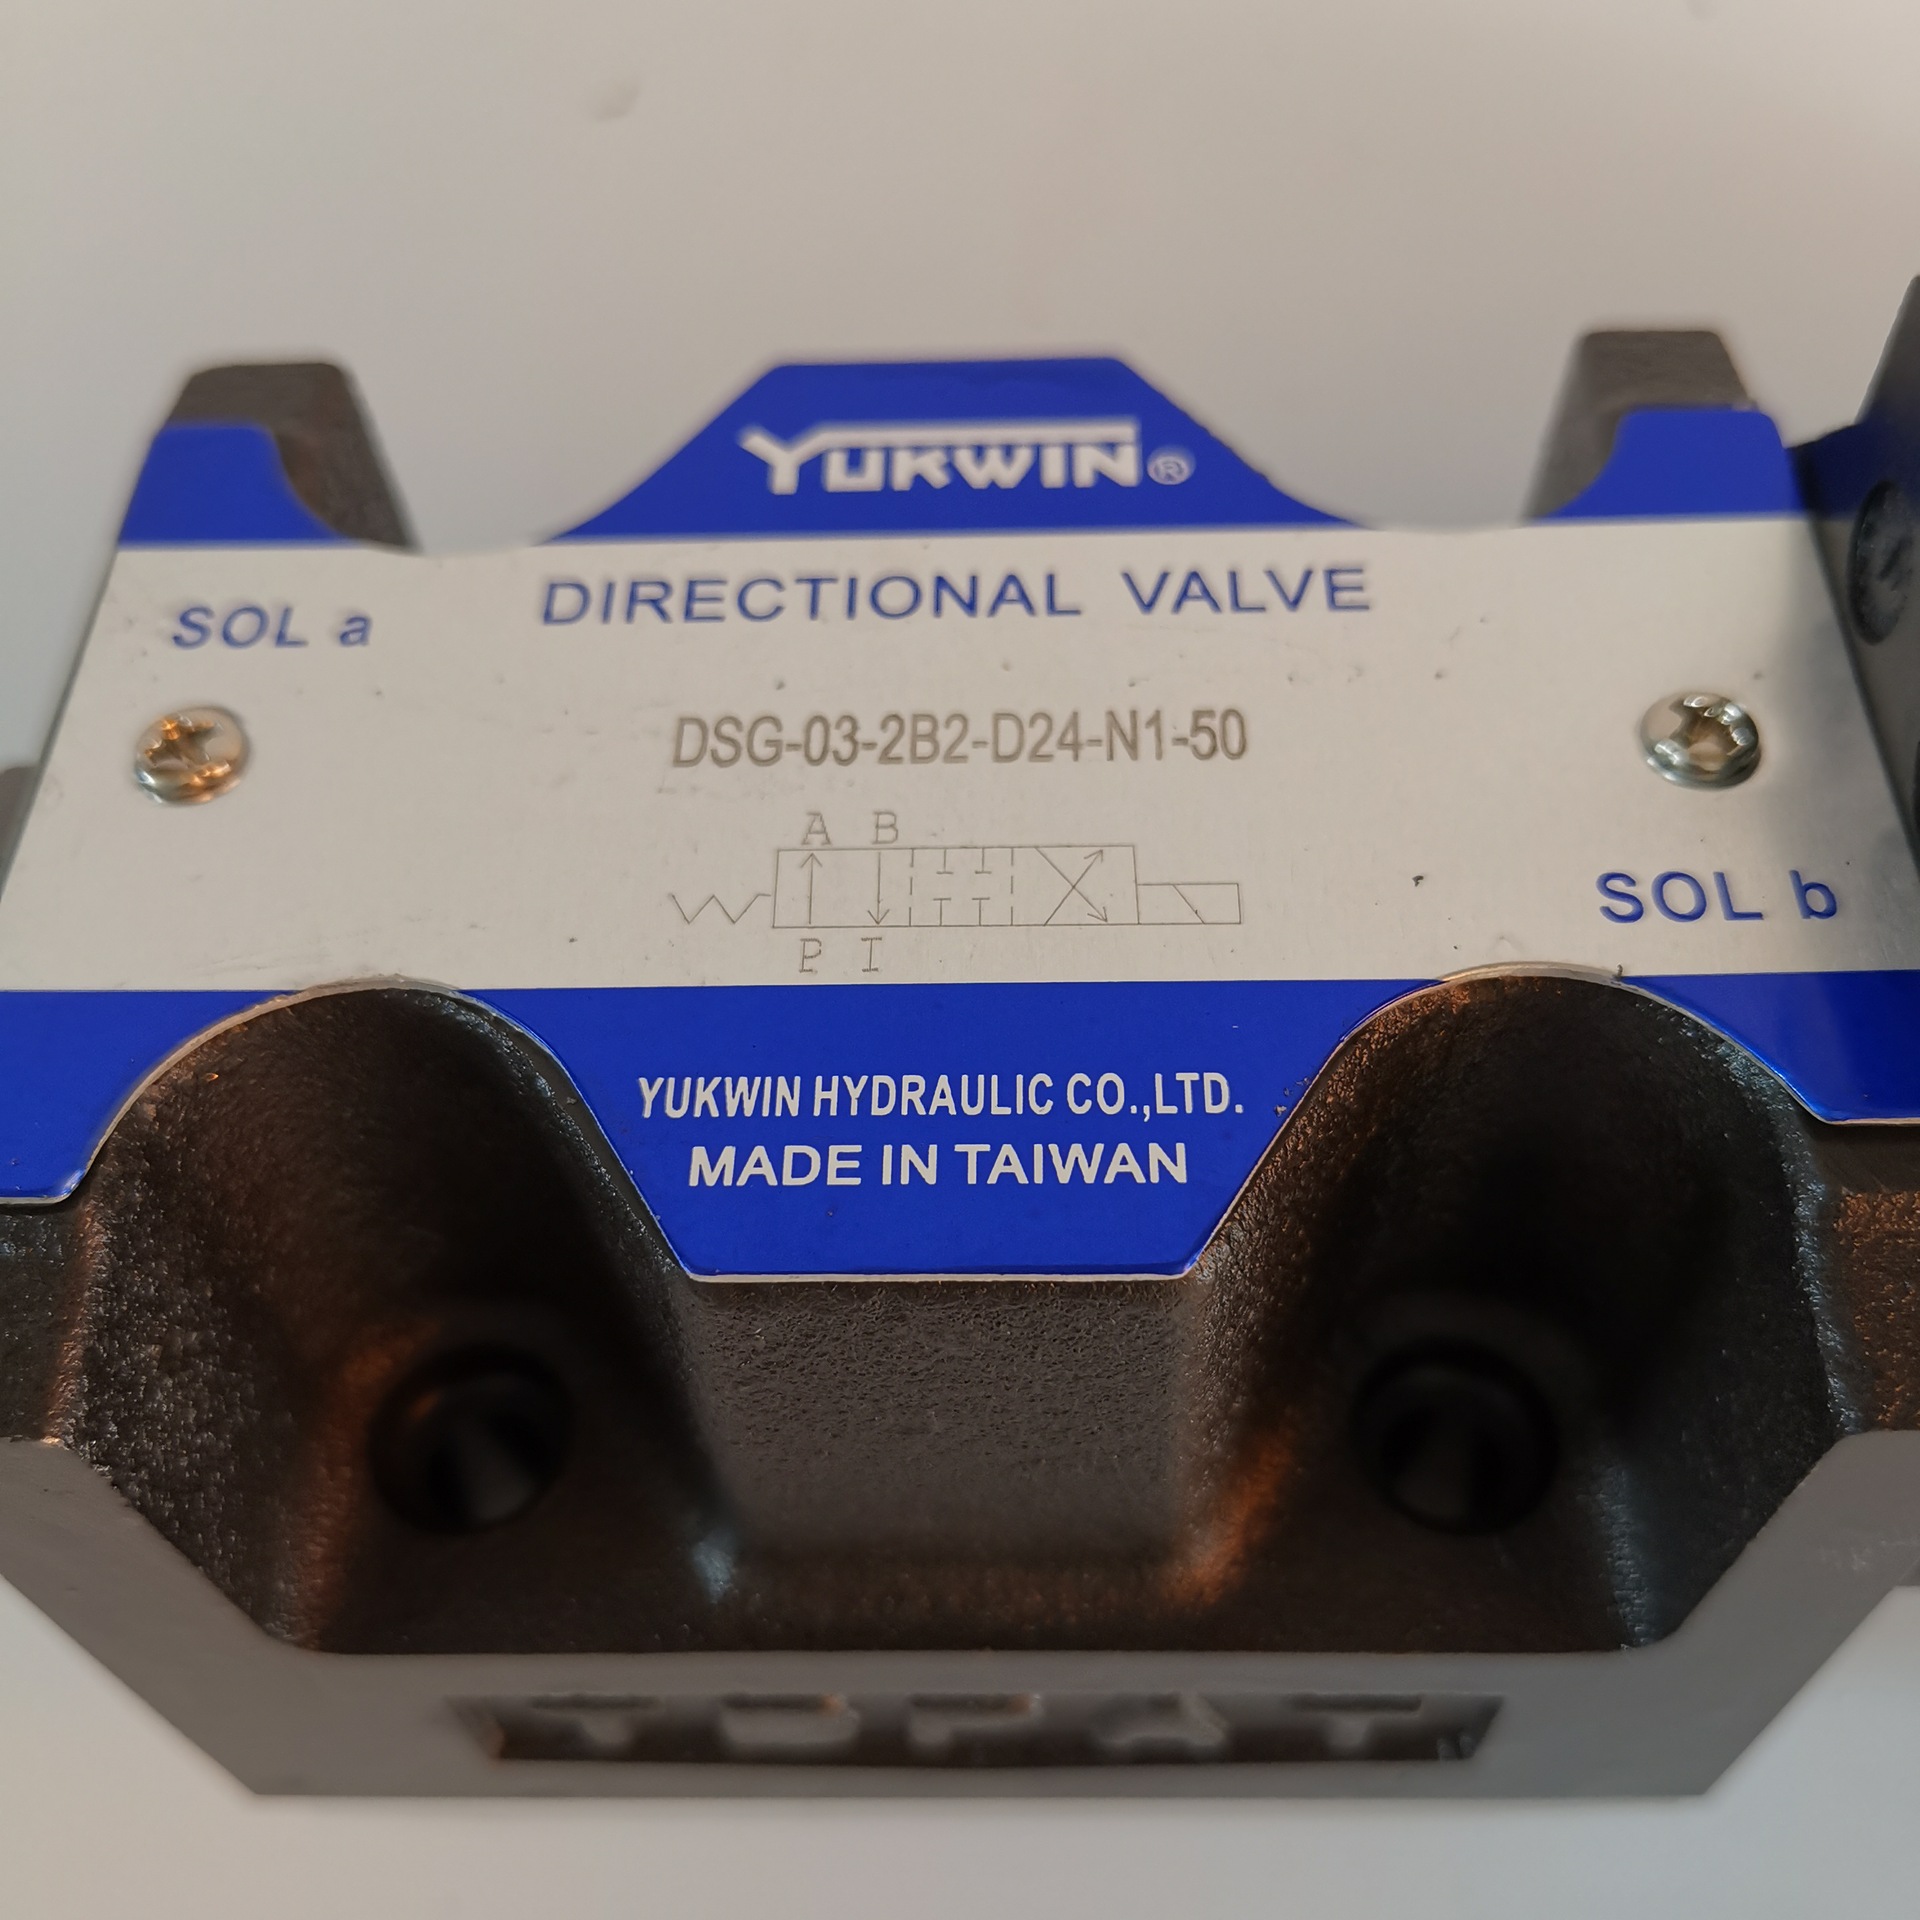 YUKWIN®
DIRECTIONAL VALVE
SOL a
DSG-03-2B2-D24-N1-50
A B
SOL b
P I
YUKWIN HYDRAULIC CO.,LTD.
MADE IN TAIWAN
T B P A T